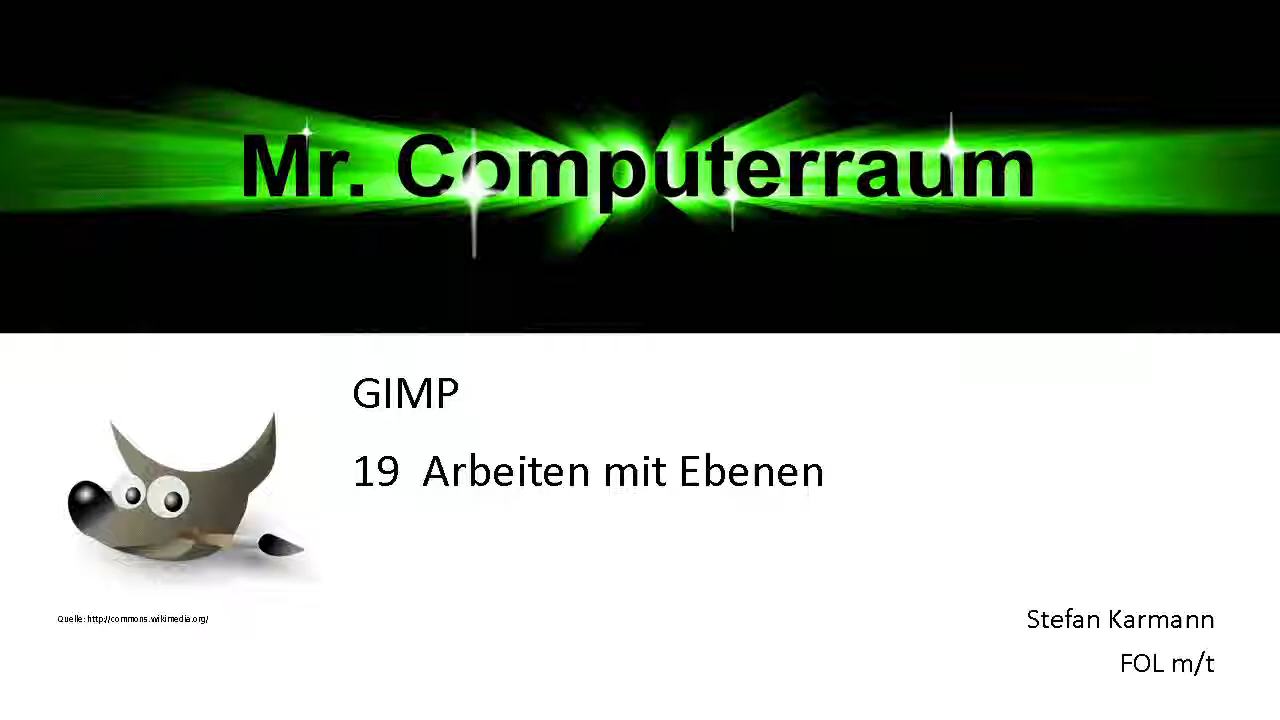 Mr. Computerraum
GIMP
19 Arbeiten mit Ebenen
Quelle: http://commons.wikimedia.org/
Stefan Karmann
FOL m/t